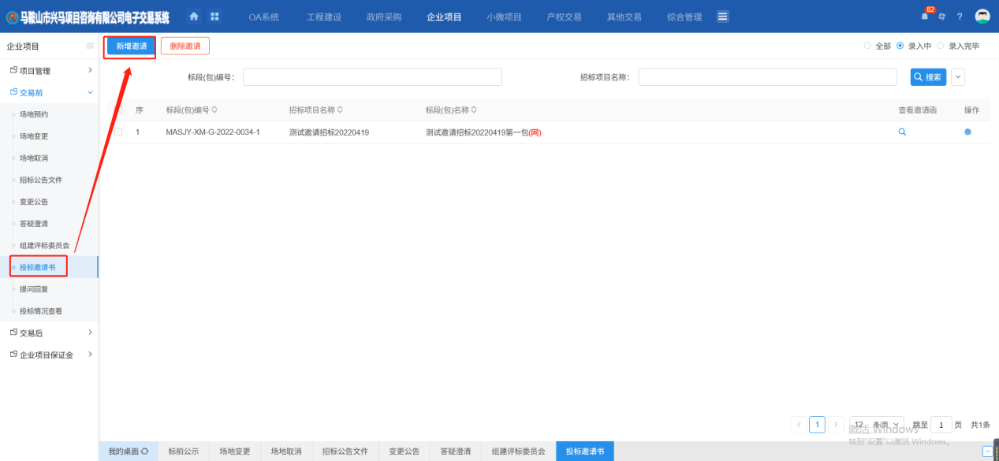 马鞍山市兴马项目咨询有限公司电子交易系统 OA系统 工程建设 政府采购 企业项目 小微项目 产权交易 其他交易 综合管理 82 ?
企业项目 新增邀请 删除邀请 全部 录入中 录入完毕
项目管理
交易前
场地预约
场地变更
场地取消
招标公告文件
变更公告
答疑澄清
组建评标委员会
投标邀请书
提问回复
投标情况查看
交易后
企业项目保证金
标段(包)编号: 招标项目名称: 搜索
序 标段(包)编号 招标项目名称 标段(包)名称 查看邀请函 操作
1 MASJY-XM-G-2022-0034-1 测试邀请招标20220419 测试邀请招标20220419第一包(网)
1 12 条/页 跳至 1 页 共1条
激活 Windows
转到"设置"以激活 Windows。
我的桌面 标前公示 场地变更 场地取消 招标公告文件 变更公告 答疑澄清 组建评标委员会 投标邀请书